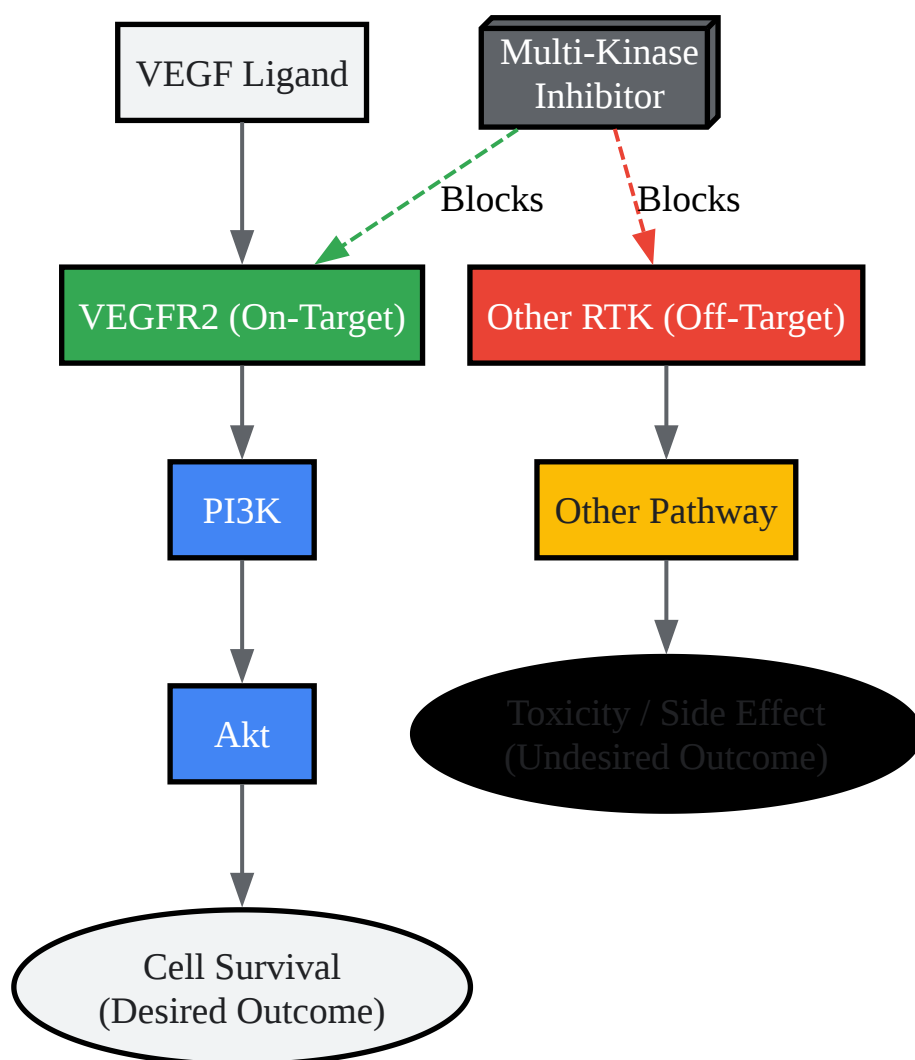 VEGF Ligand
Multi-Kinase
Inhibitor
Blocks
Blocks
VEGFR2 (On-Target)
Other RTK (Off-Target)
PI3K
Other Pathway
Akt
Toxicity / Side Effect
(Undesired Outcome)
Cell Survival
(Desired Outcome)